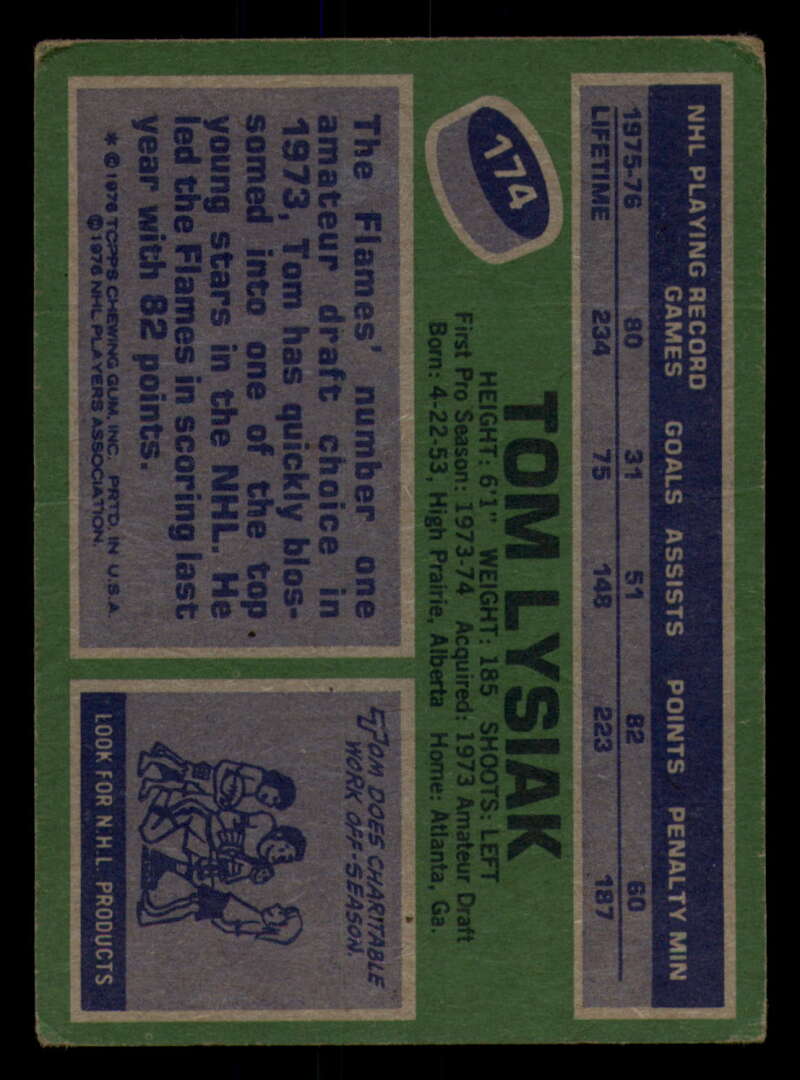 NHL PLAYING RECORD
GAMES GOALS ASSISTS POINTS PENALTY MIN
1975-76 80 31 51 82 60
LIFETIME 234 75 148 223 187
174
TOM LYSIAK
HEIGHT: 6'1" WEIGHT: 185 SHOOTS: LEFT
First Pro Season: 1973-74 Acquired: 1973 Amateur Draft
Born: 4-22-53, High Prairie, Alberta Home: Atlanta, Ga.
The Flames' number one
amateur draft choice in
1973, Tom has quickly blos-
somed into one of the top
young stars in the NHL. He
led the Flames in scoring last
year with 82 points.
* © 1976 TOPPS CHEWING GUM, INC. PRTD. IN U.S.A.
© 1976 NHL PLAYERS ASSOCIATION.
TOM DOES CHARITABLE
WORK OFF-SEASON.
LOOK FOR N.H.L. PRODUCTS